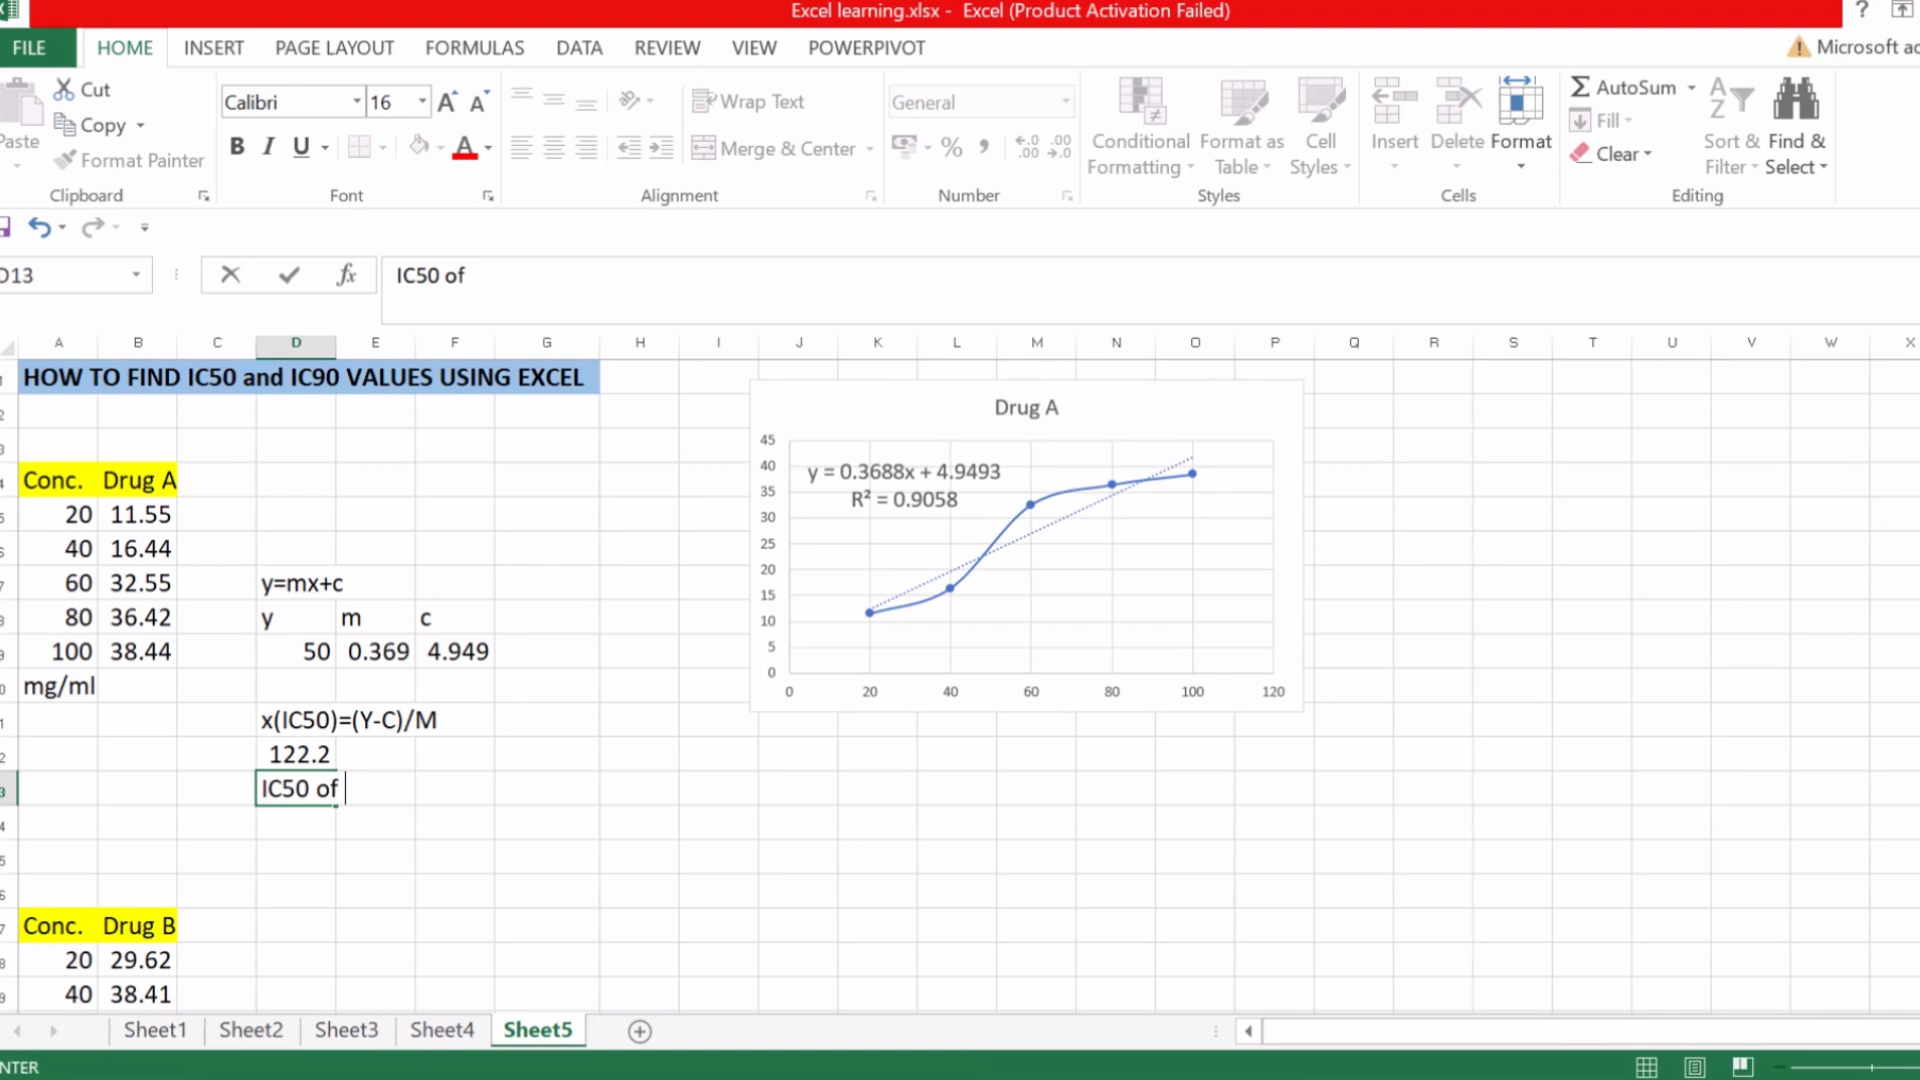 Excel learning.xlsx - Excel (Product Activation Failed)
?
FILE HOME INSERT PAGE LAYOUT FORMULAS DATA REVIEW VIEW POWERPIVOT
Microsoft ac
Cut
Copy
Format Painter
Paste
Clipboard
Calibri 16
B I U
Font
Wrap Text
Merge & Center
Alignment
General
%
Number
Conditional Formatting
Format as Table
Cell Styles
Styles
Insert Delete Format
Cells
AutoSum
Fill
Clear
Sort & Filter
Find & Select
Editing
D13
fx
IC50 of
A B C D E F G H I J K L M N O P Q R S T U V W X
HOW TO FIND IC50 and IC90 VALUES USING EXCEL
Conc. Drug A
20 11.55
40 16.44
60 32.55
80 36.42
100 38.44
mg/ml
y=mx+c
y m c
50 0.369 4.949
x(IC50)=(Y-C)/M
122.2
IC50 of
Drug A
y = 0.3688x + 4.9493
R² = 0.9058
45
40
35
30
25
20
15
10
5
0
0 20 40 60 80 100 120
Conc. Drug B
20 29.62
40 38.41
Sheet1 Sheet2 Sheet3 Sheet4 Sheet5
NTER